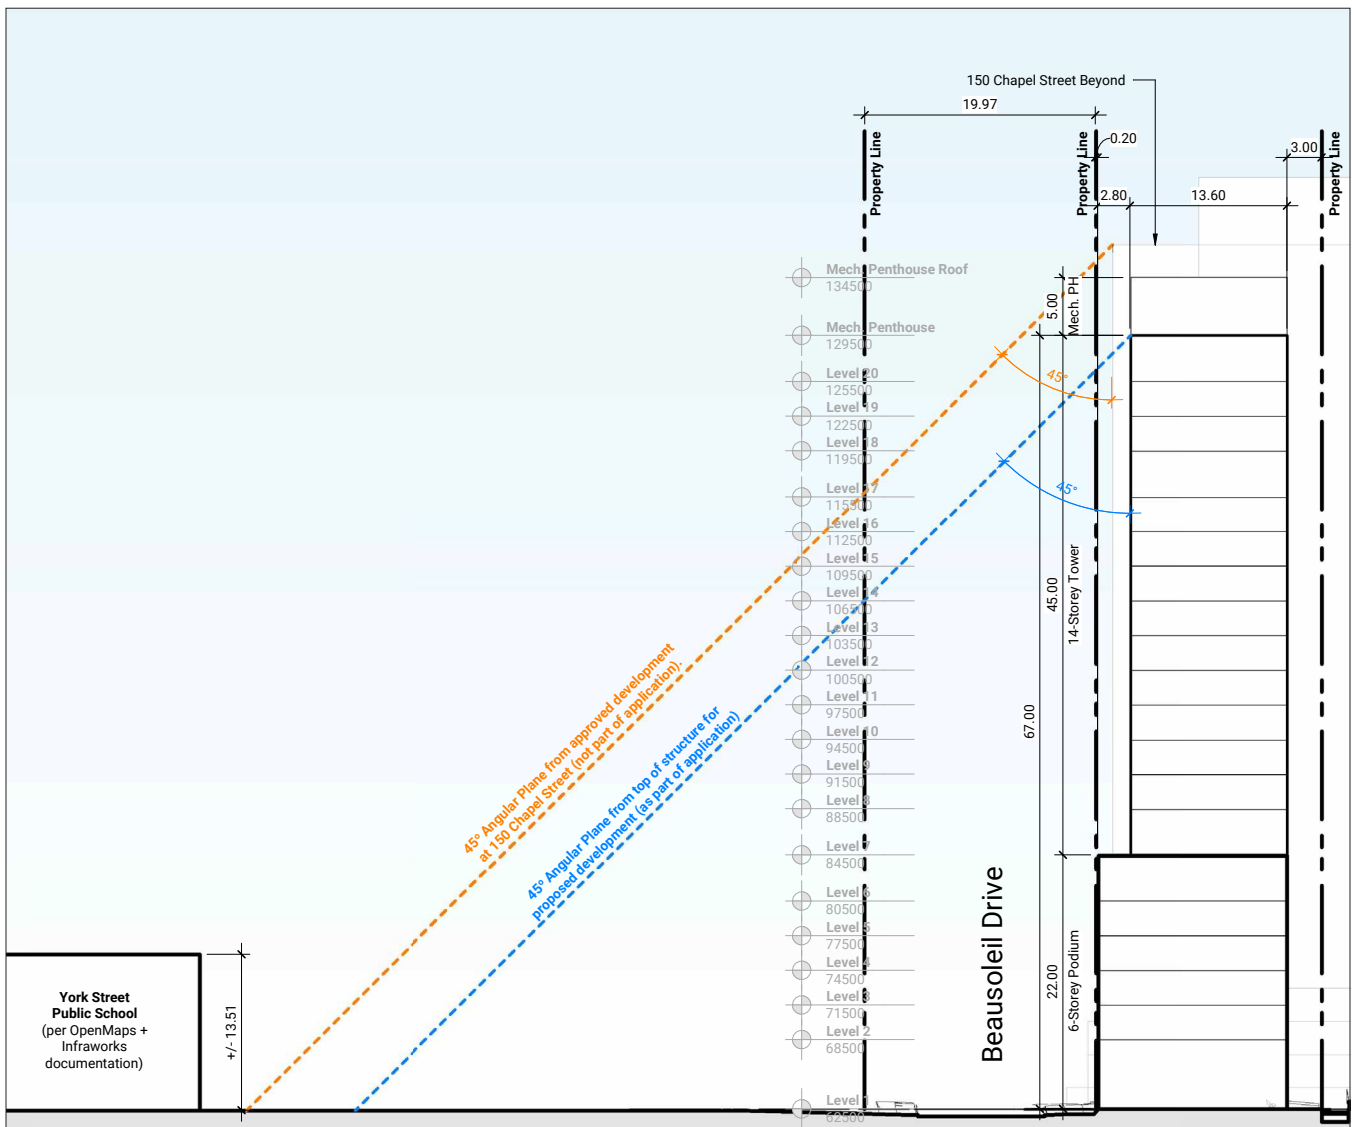 150 Chapel Street Beyond
19.97
0.20
3.00
Property Line
Property Line
Property Line
2.80
13.60
Mech. Penthouse Roof
134500
5.00
Mech. PH
Mech. Penthouse
129500
Level 20
125500
45°
Level 19
122500
Level 18
119500
Level 17
115500
45°
Level 16
112500
Level 15
109500
Level 14
106500
45.00
14-Storey Tower
Level 13
103500
Level 12
100500
45º Angular Plane from approved development
at 150 Chapel Street (not part of application).
Level 11
97500
45º Angular Plane from top of structure for
proposed development (as part of application)
67.00
Level 10
94500
Level 9
91500
Level 8
88500
Level 7
84500
Level 6
80500
Level 5
77500
Level 4
74500
Level 3
71500
Level 2
68500
Beausoleil Drive
22.00
6-Storey Podium
York Street
Public School
(per OpenMaps +
Infraworks
documentation)
+/- 13.51
Level 1
62500